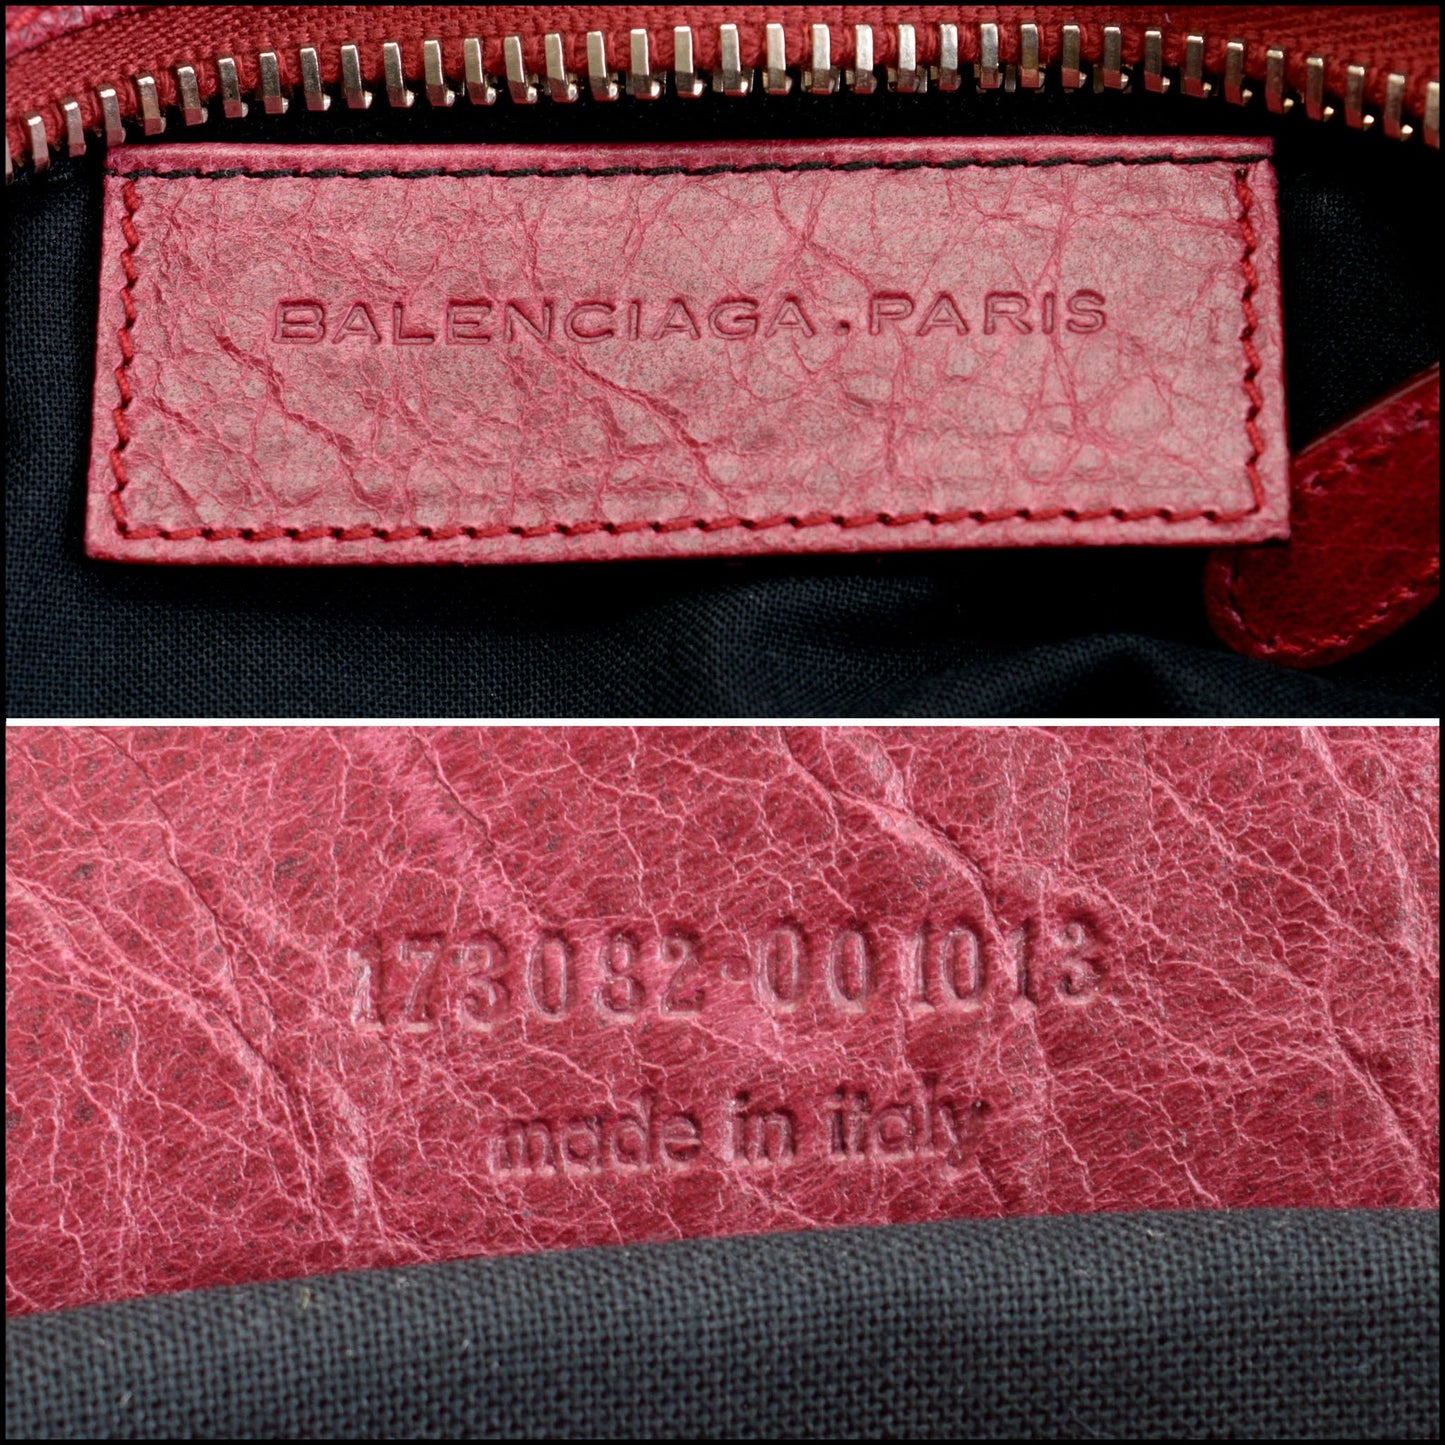 BALENCIAGA.PARIS
173082·001013
made in italy